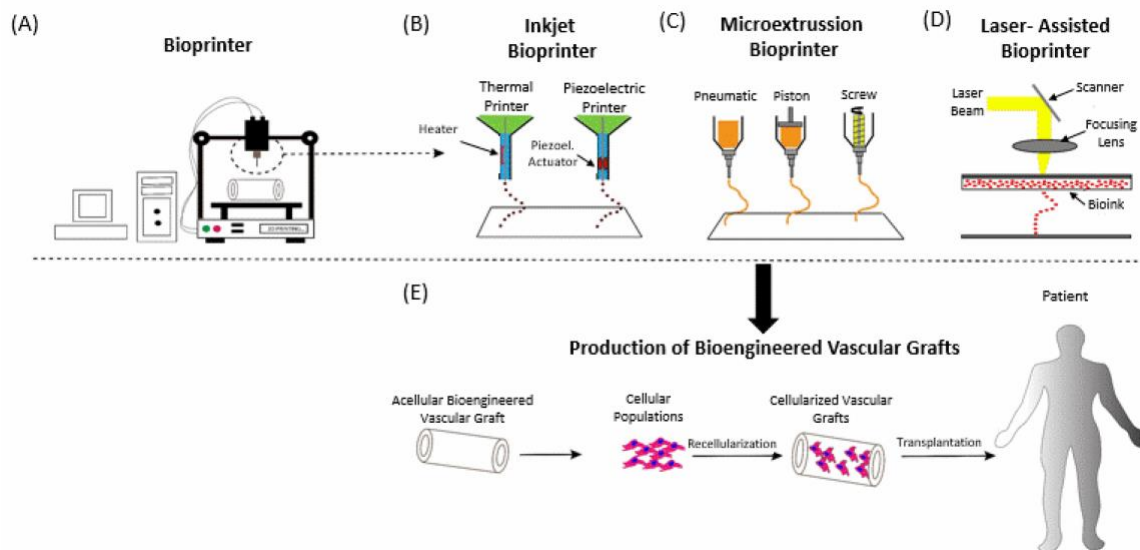 (A)
Bioprinter
(B)
Inkjet
Bioprinter
Thermal
Printer
Piezoelectric
Printer
Heater
Piezoel.
Actuator
(C)
Microextrussion
Bioprinter
Pneumatic
Piston
Screw
(D)
Laser- Assisted
Bioprinter
Laser
Beam
Scanner
Focusing
Lens
Bioink
(E)
Production of Bioengineered Vascular Grafts
Acellular Bioengineered
Vascular Graft
Cellular
Populations
Recellularization
Cellularized Vascular
Grafts
Transplantation
Patient